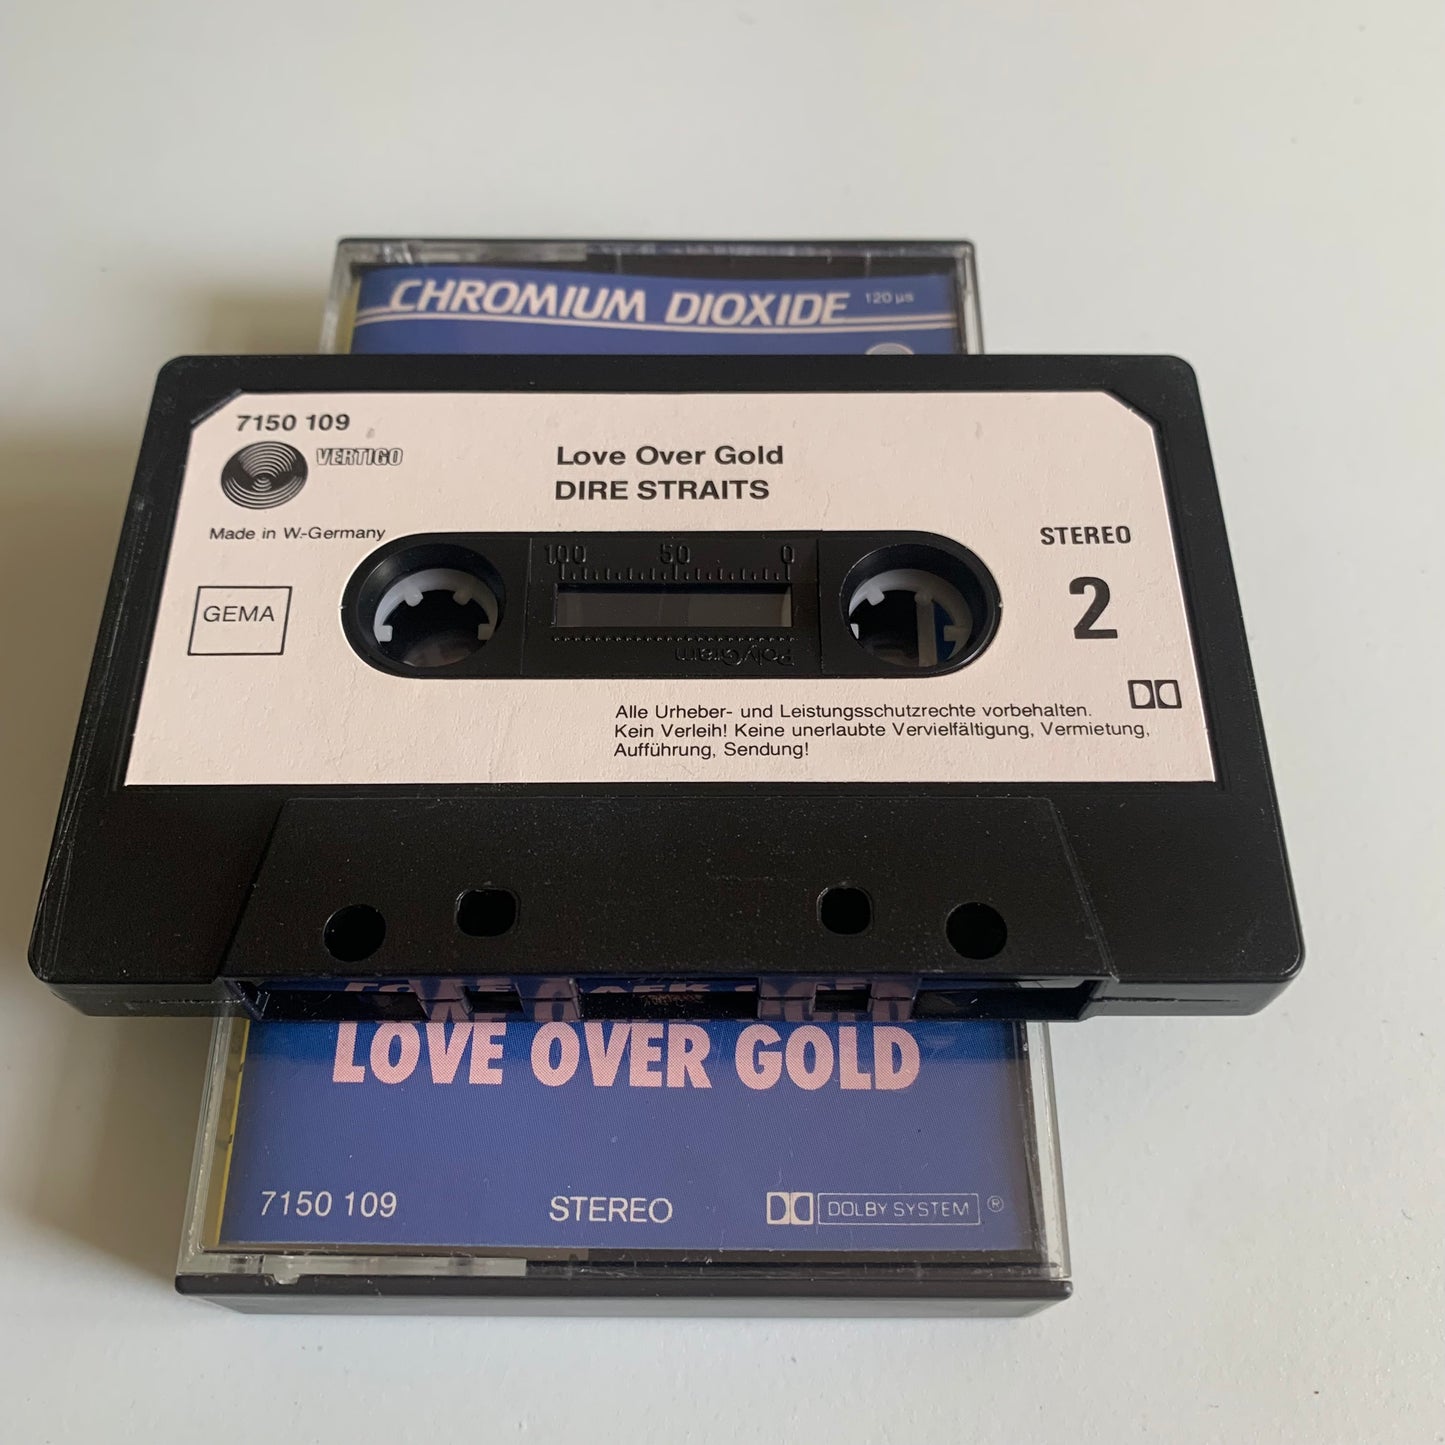 CHROMIUM DIOXIDE 120 µs
7150 109
VERTIGO
Love Over Gold
DIRE STRAITS
Made in W.-Germany
STEREO
GEMA
100 50 0
2
PolyGram
Alle Urheber- und Leistungsschutzrechte vorbehalten.
Kein Verleih! Keine unerlaubte Vervielfältigung, Vermietung,
Aufführung, Sendung!
LOVE OVER GOLD
7150 109 STEREO DOLBY SYSTEM ®